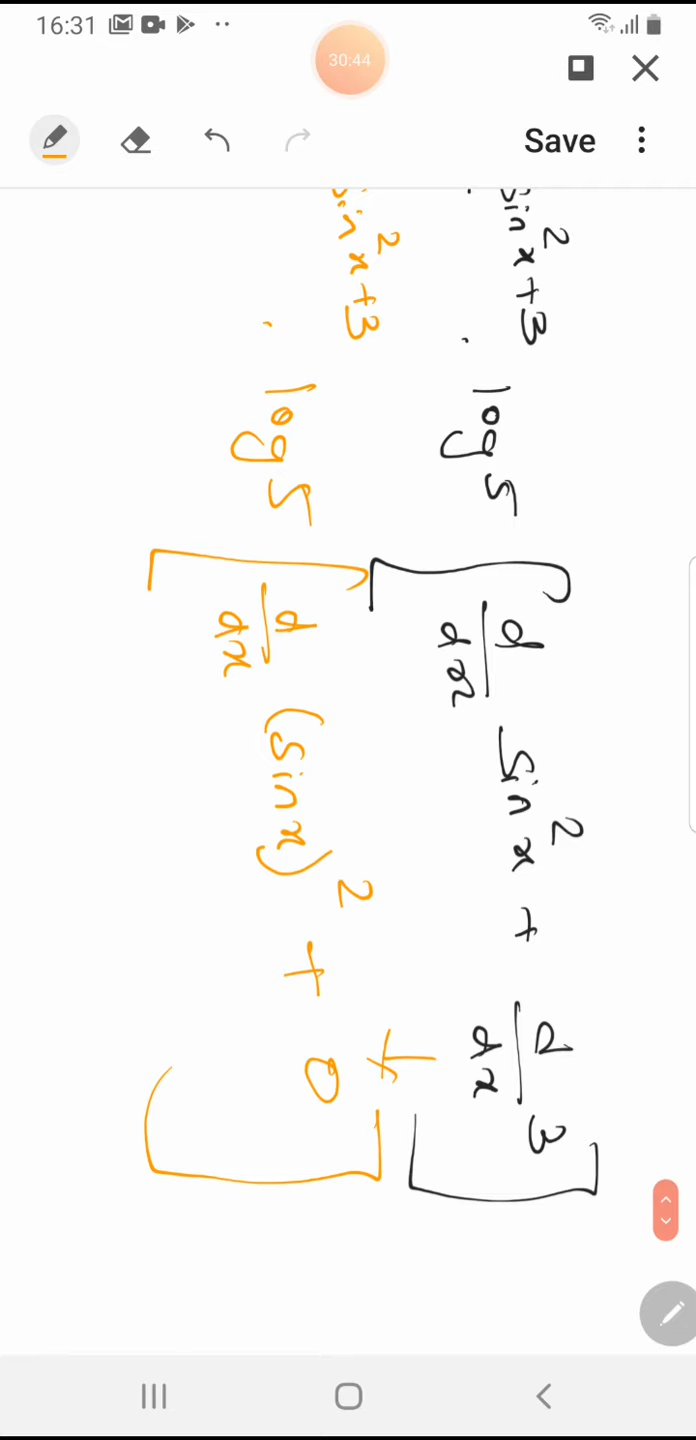 16:31
30:44
Save
sin²x+3 . log 5 [ d/dx sin²x + d/dx 3 ]
sin²x+3 . log 5 [ d/dx (sinx)² + 0 ]